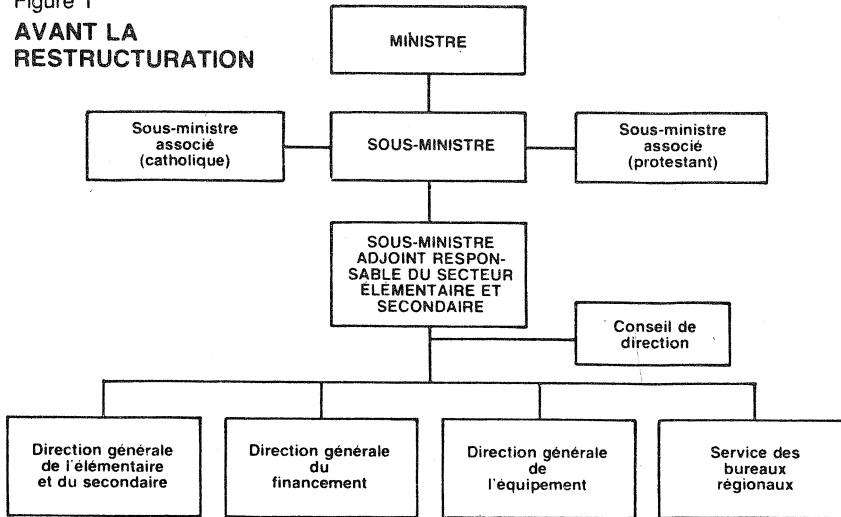 Figure 1
AVANT LA
RESTRUCTURATION
MINISTRE
Sous-ministre
associé
(catholique)
SOUS-MINISTRE
Sous-ministre
associé
(protestant)
SOUS-MINISTRE
ADJOINT RESPON-
SABLE DU SECTEUR
ÉLÉMENTAIRE ET
SECONDAIRE
Conseil de
direction
Direction générale
de l'élémentaire
et du secondaire
Direction générale
du
financement
Direction générale
de
l'équipement
Service des
bureaux
régionaux